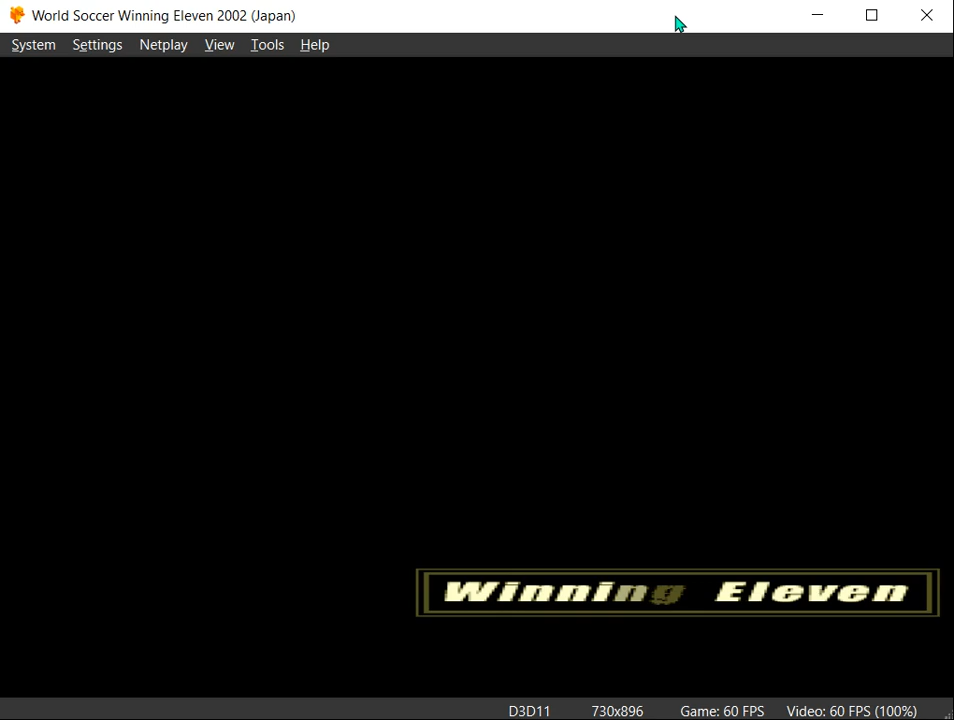 World Soccer Winning Eleven 2002 (Japan)
System Settings Netplay View Tools Help
Winning Eleven
D3D11 730x896 Game: 60 FPS Video: 60 FPS (100%)